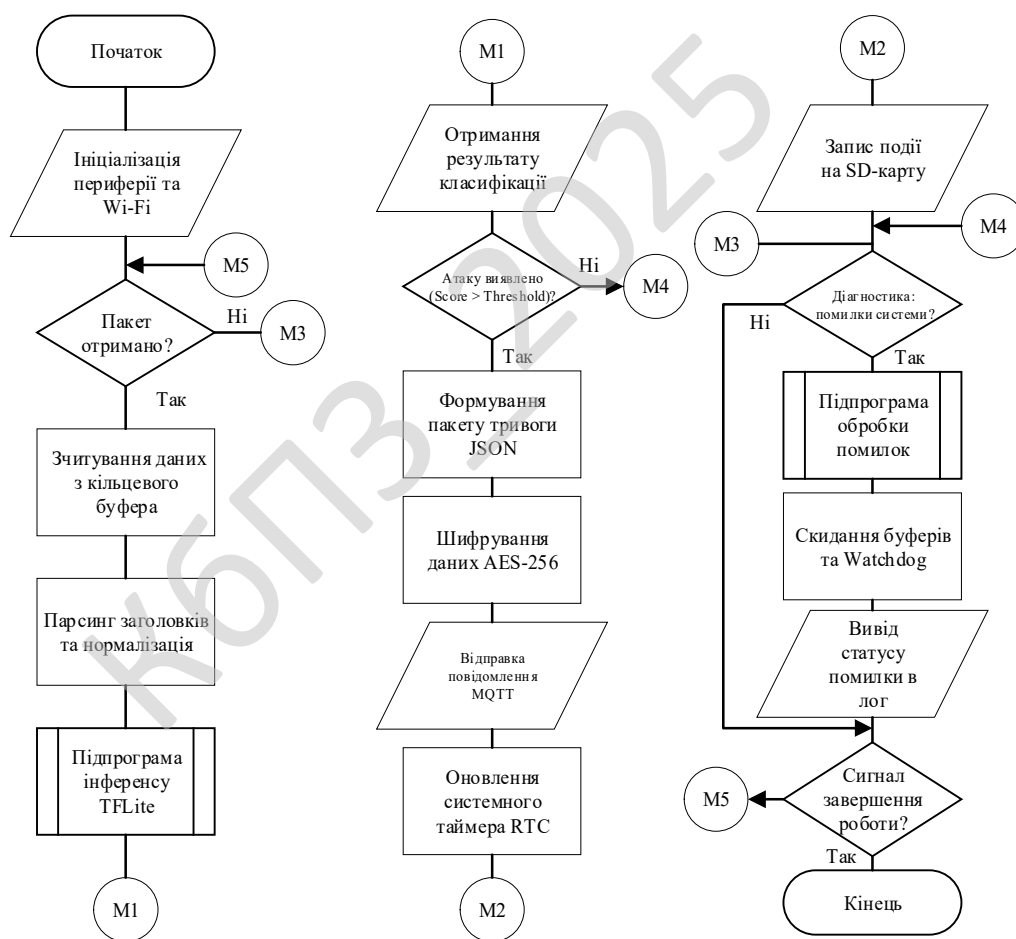 Початок
Ініціалізація
периферії та
Wi-Fi
M5
Пакет
отримано?
Ні
M3
Так
Зчитування даних
з кільцевого
буфера
Парсинг заголовків
та нормалізація
Підпрограма
інференсу
TFLite
M1
M1
Отримання
результату
класифікації
Атаку виявлено
(Score > Threshold)?
Ні
M4
Так
Формування
пакету тривоги
JSON
Шифрування
даних AES-256
Відправка
повідомлення
MQTT
Оновлення
системного
таймера RTC
M2
M2
Запис події
на SD-карту
M3
M4
Діагностика:
помилки системи?
Ні
Так
Підпрограма
обробки
помилок
Скидання буферів
та Watchdog
Вивід
статусу
помилки в
лог
Сигнал
завершення
роботи?
M5
Так
Кінець
КбПЗ_2025